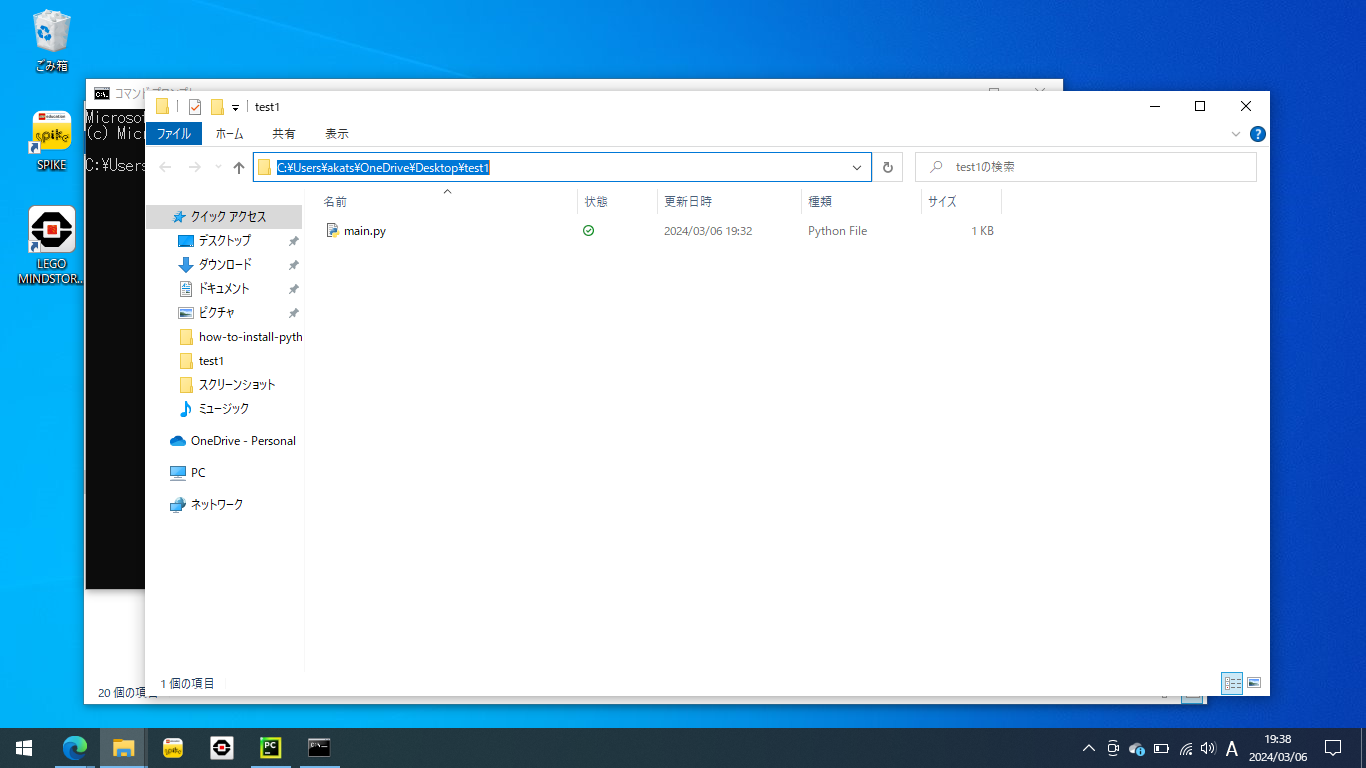 ごみ箱
LEGO education
spike
SPIKE
LEGO
MINDSTOR...
C:\.
コマンド プロンプト
Microsof
(c) Micr
C:¥Users
test1
ファイル
ホーム
共有
表示
C:¥Users¥akats¥OneDrive¥Desktop¥test1
test1の検索
名前
状態
更新日時
種類
サイズ
main.py
2024/03/06 19:32
Python File
1 KB
クイック アクセス
デスクトップ
ダウンロード
ドキュメント
ピクチャ
how-to-install-pyth
test1
スクリーンショット
ミュージック
OneDrive - Personal
PC
ネットワーク
1 個の項目
20 個の項目
spike
PC
A
19:38
2024/03/06